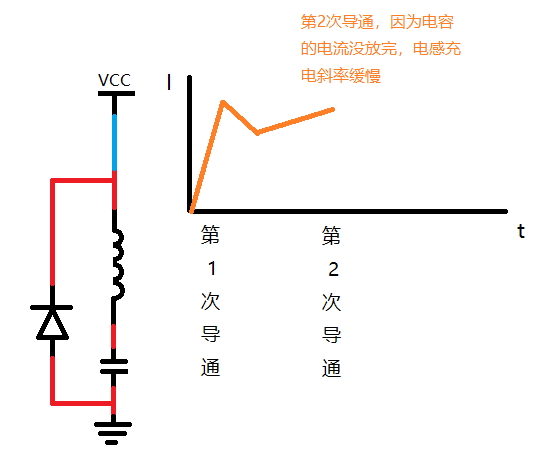 第2次导通，因为电容
的电流没放完，电感充
电斜率缓慢
VCC
I
t
第1次导通
第2次导通